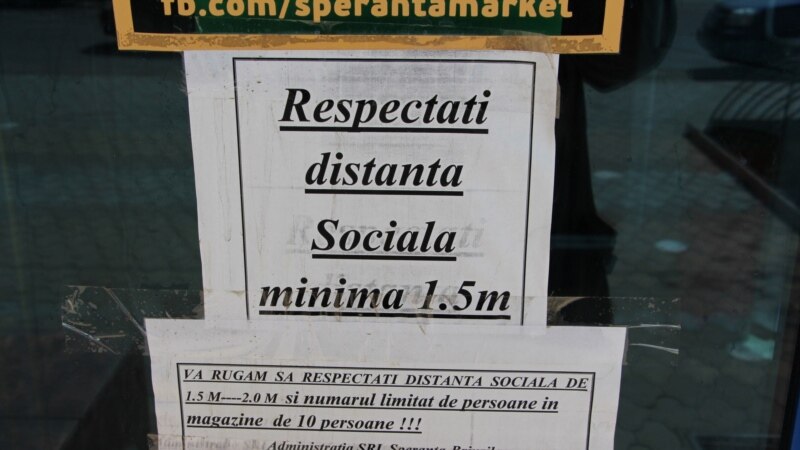 fb.com/sperantamarket
Respectati
distanta
Sociala
minima 1.5m
VA RUGAM SA RESPECTATI DISTANTA SOCIALA DE
1.5 M----2.0 M si numarul limitat de persoane in
magazine de 10 persoane !!!
Administratia SRL Speranta